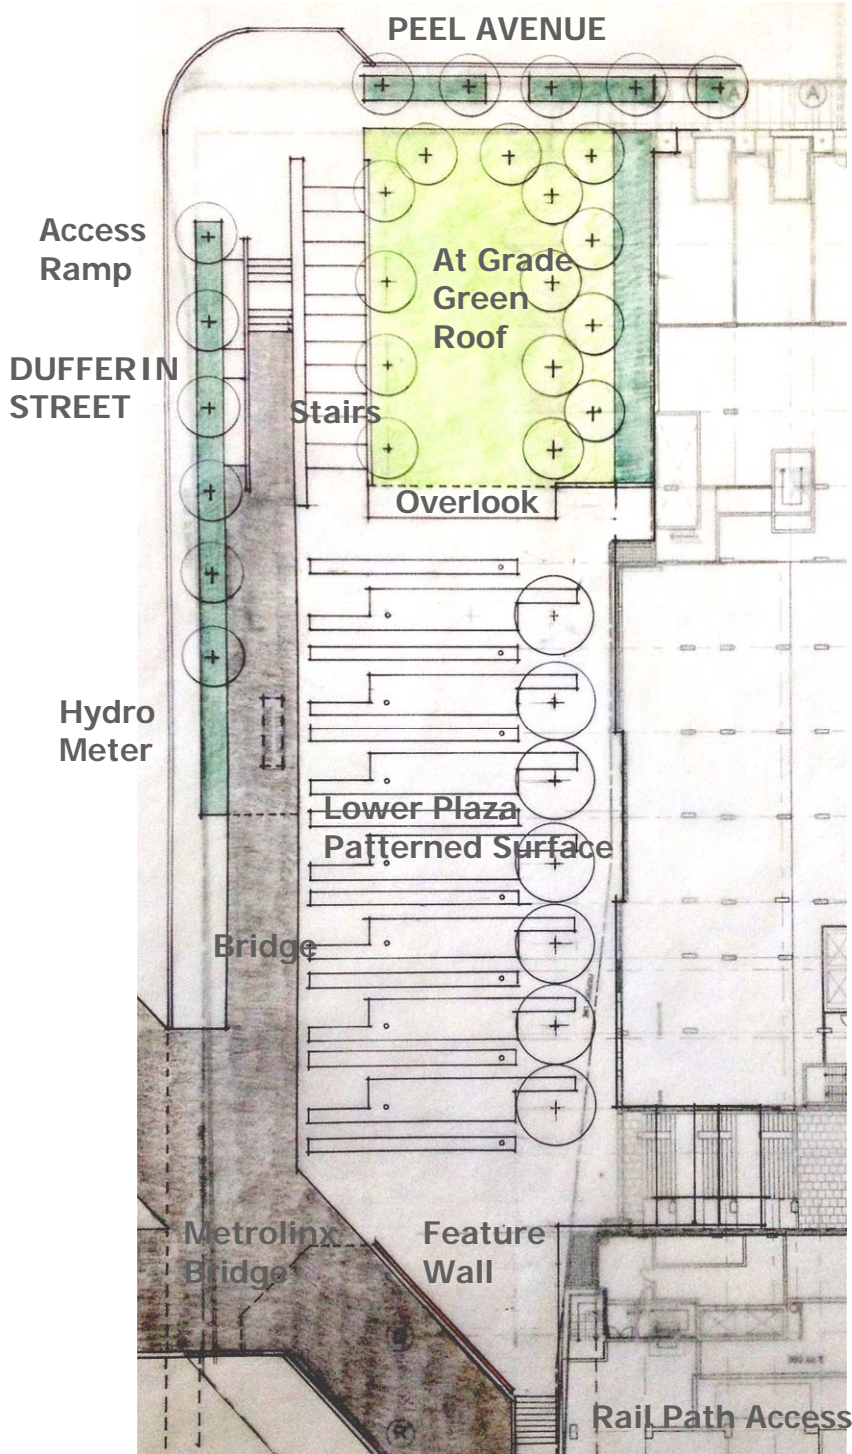 PEEL AVENUE
A
A
Access
Ramp
At Grade
Green
Roof
DUFFERIN
STREET
Stairs
Overlook
Hydro
Meter
Lower Plaza
Patterned Surface
Bridge
Metrolinx
Bridge
Feature
Wall
Rail Path Access